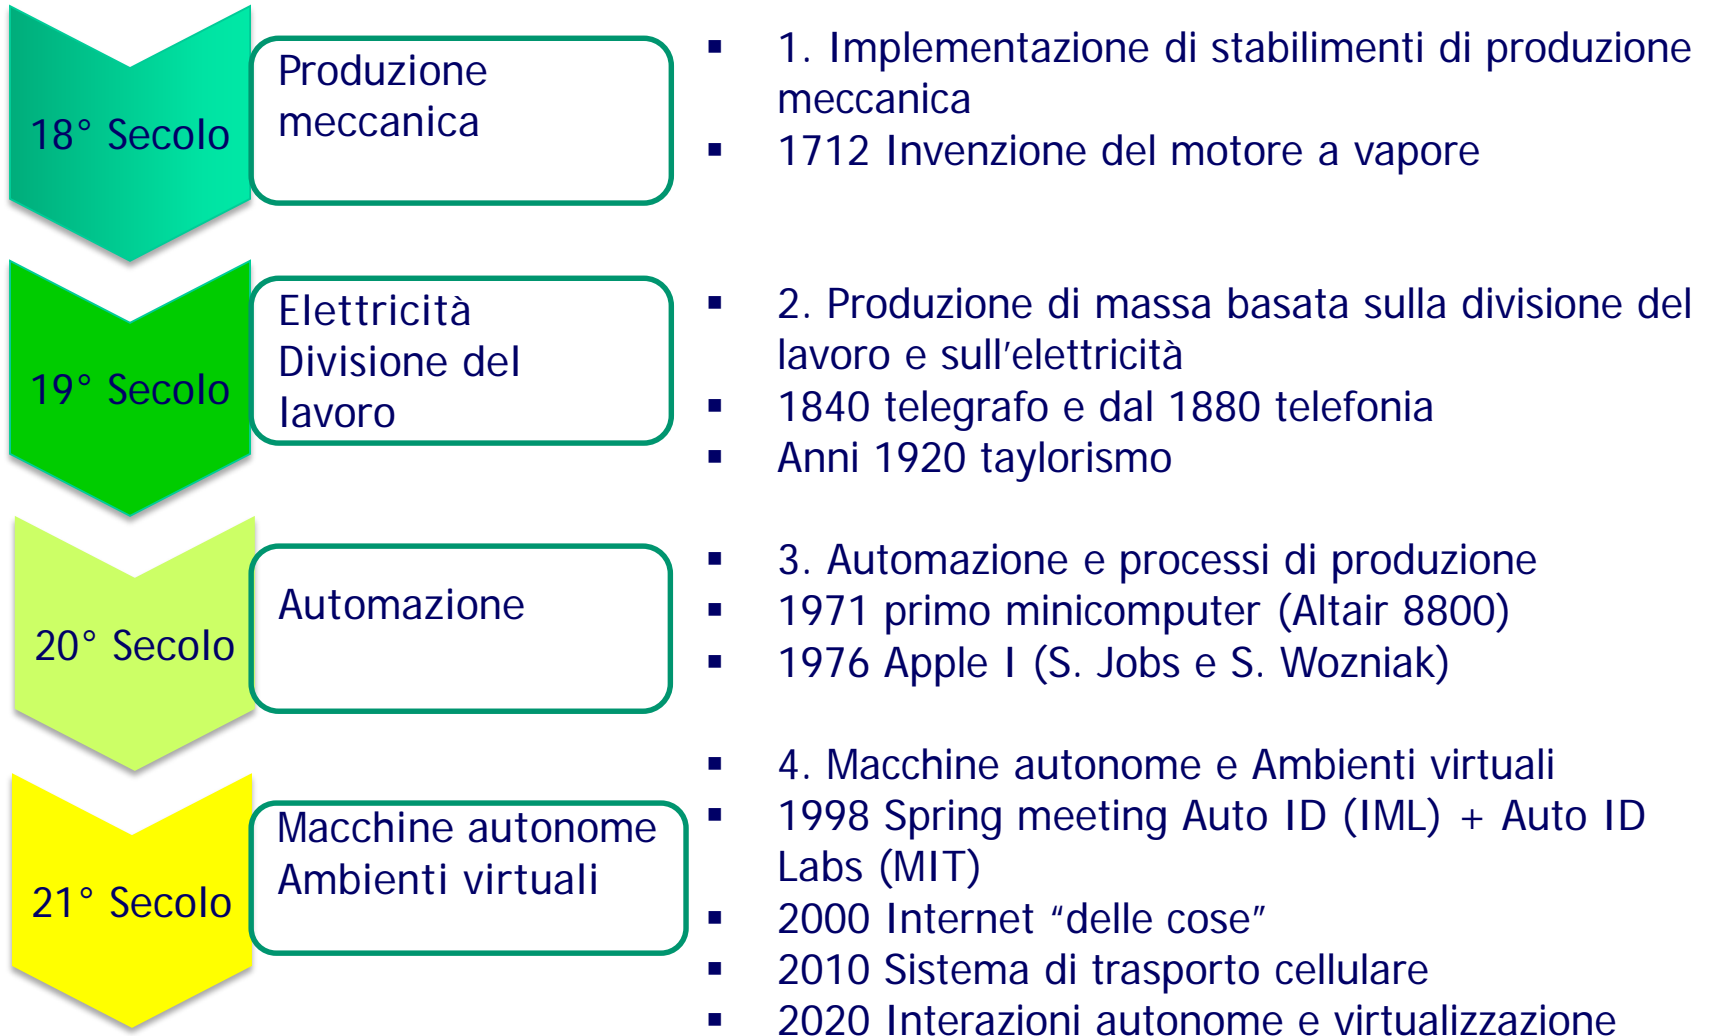 18° Secolo
Produzione
meccanica
▪ 1. Implementazione di stabilimenti di produzione
meccanica
▪ 1712 Invenzione del motore a vapore
19° Secolo
Elettricità
Divisione del
lavoro
▪ 2. Produzione di massa basata sulla divisione del
lavoro e sull’elettricità
▪ 1840 telegrafo e dal 1880 telefonia
▪ Anni 1920 taylorismo
20° Secolo
Automazione
▪ 3. Automazione e processi di produzione
▪ 1971 primo minicomputer (Altair 8800)
▪ 1976 Apple I (S. Jobs e S. Wozniak)
21° Secolo
Macchine autonome
Ambienti virtuali
▪ 4. Macchine autonome e Ambienti virtuali
▪ 1998 Spring meeting Auto ID (IML) + Auto ID
Labs (MIT)
▪ 2000 Internet “delle cose”
▪ 2010 Sistema di trasporto cellulare
▪ 2020 Interazioni autonome e virtualizzazione